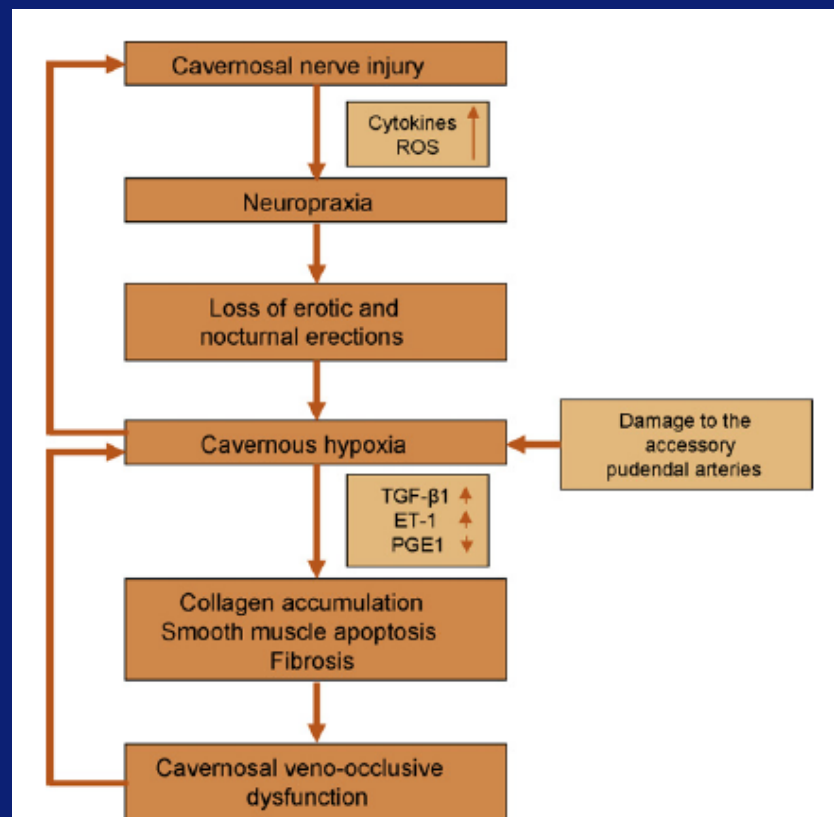 Cavernosal nerve injury
Cytokines
ROS
Neuropraxia
Loss of erotic and
nocturnal erections
Cavernous hypoxia
Damage to the
accessory
pudendal arteries
TGF-β1
ET-1
PGE1
Collagen accumulation
Smooth muscle apoptosis
Fibrosis
Cavernosal veno-occlusive
dysfunction